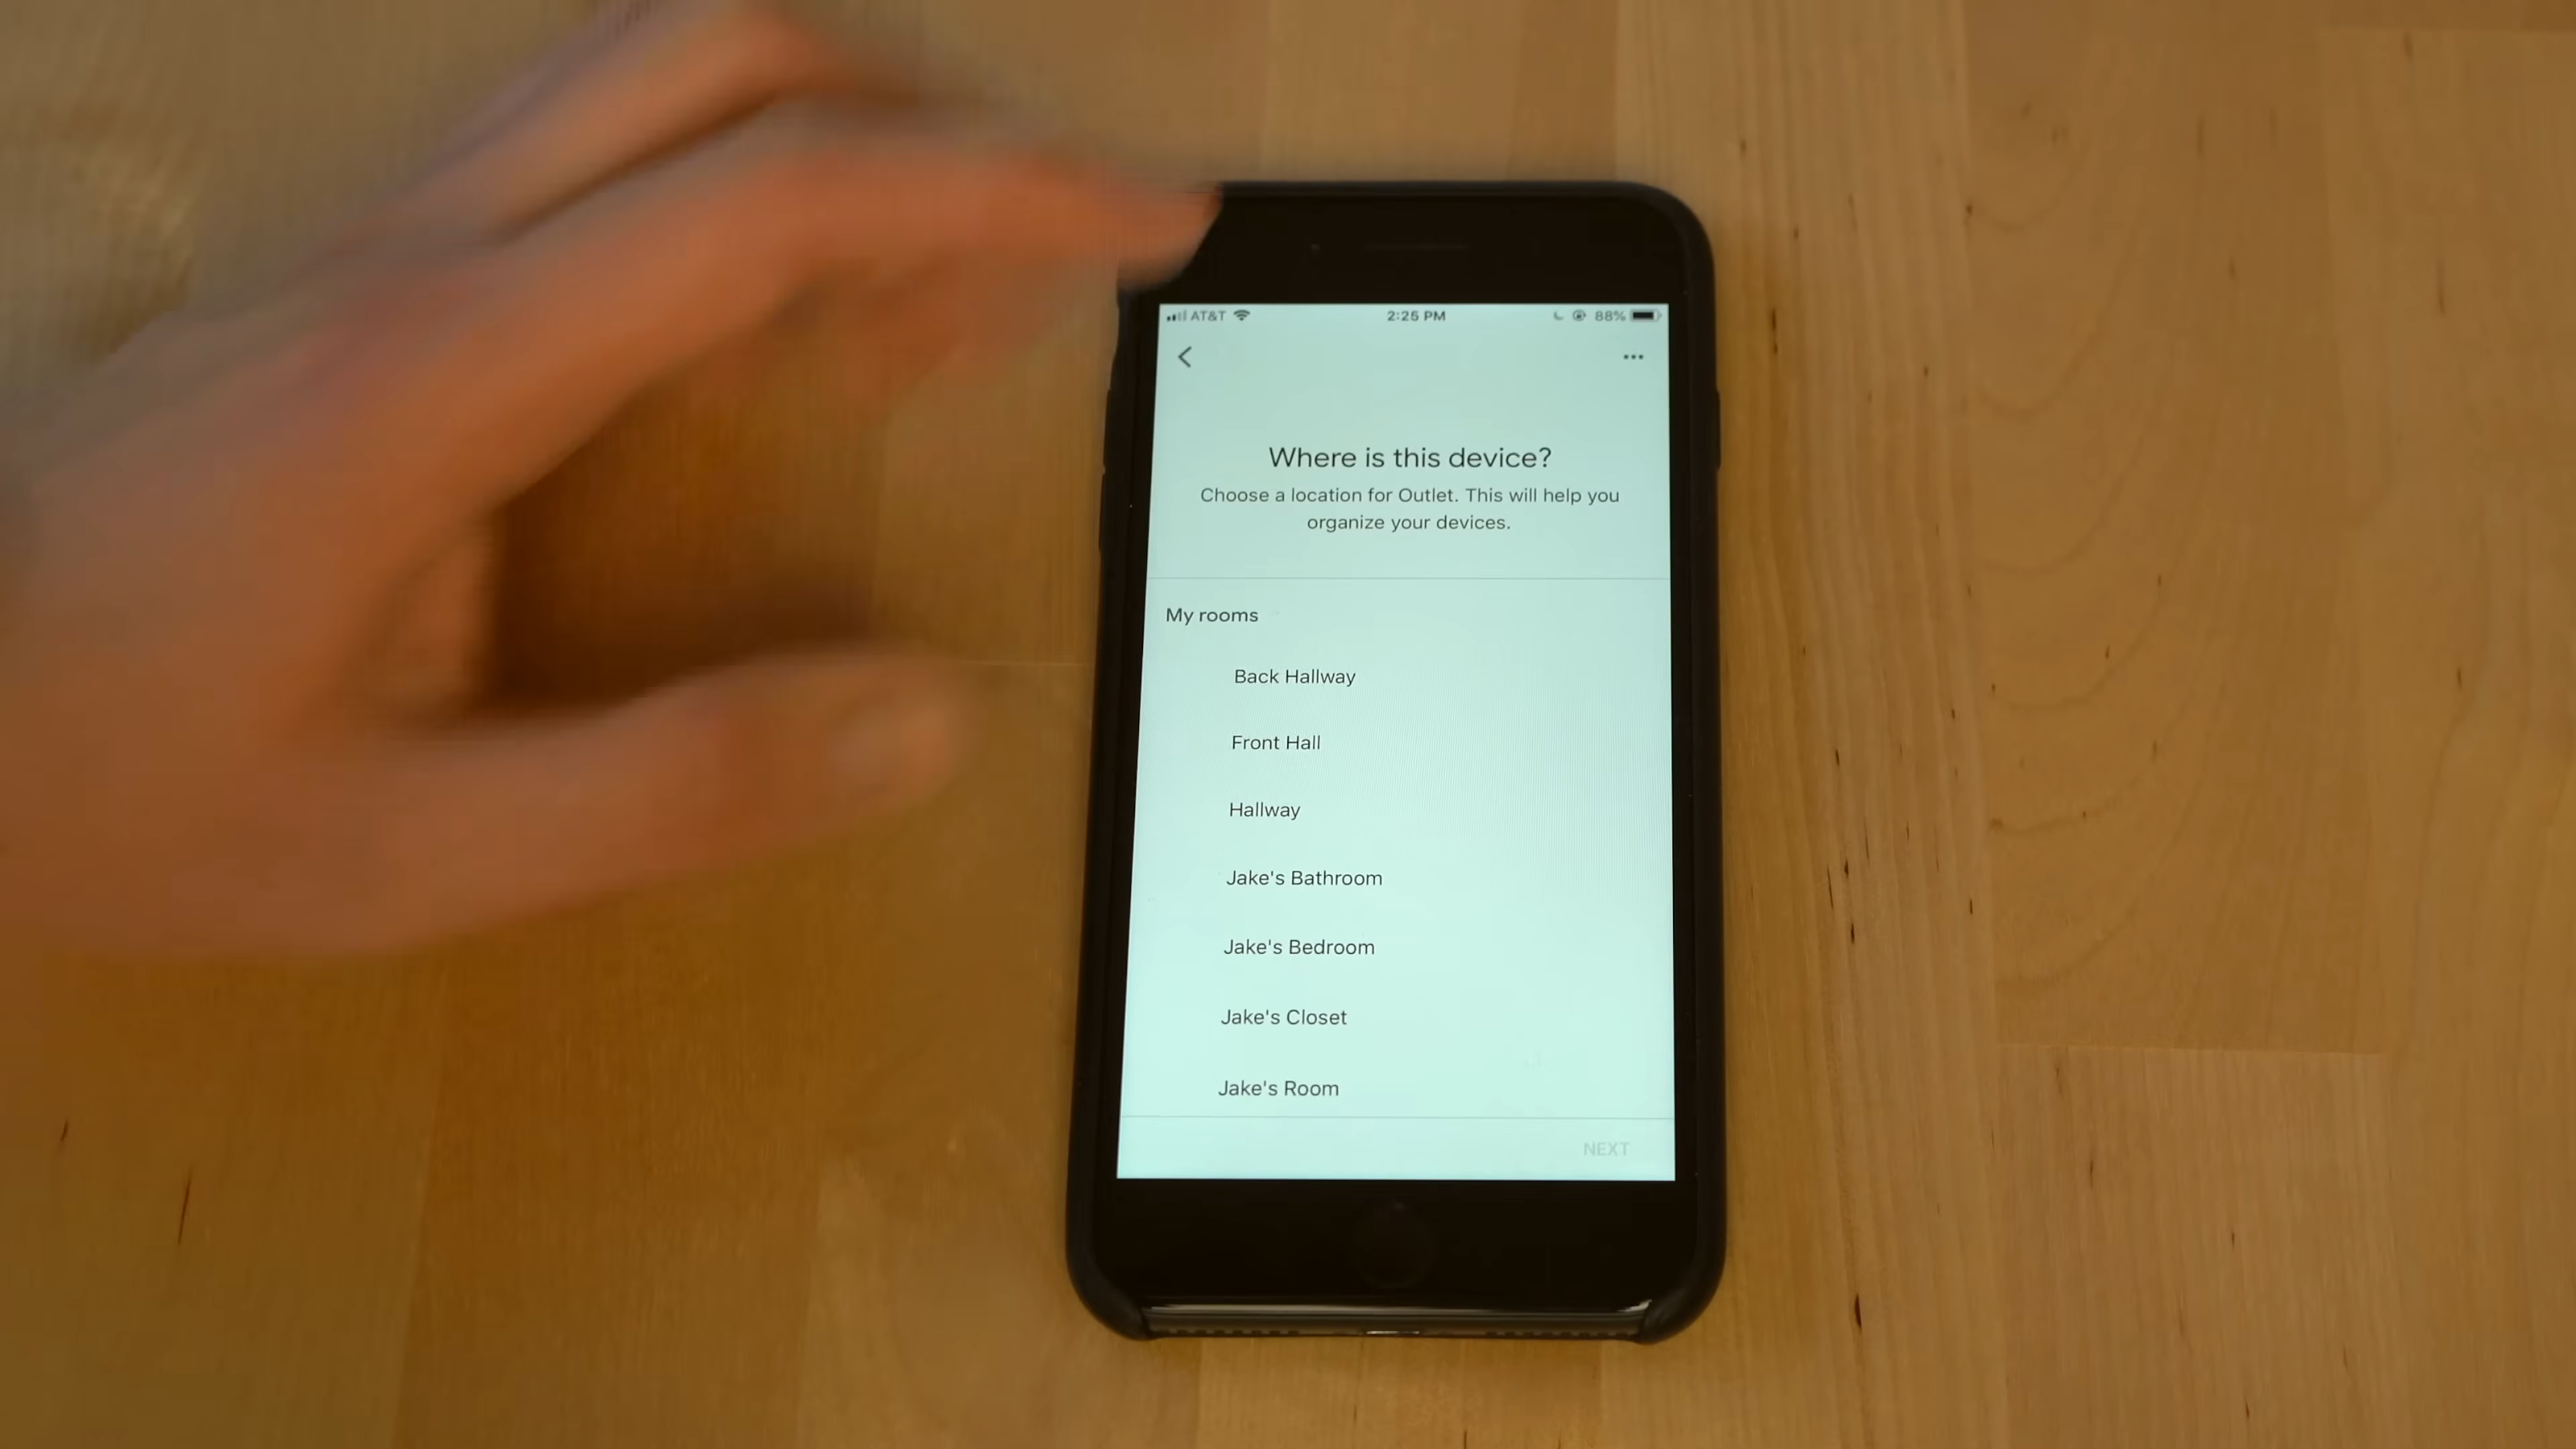 AT&T 2:25 PM 88%
Where is this device?
Choose a location for Outlet. This will help you
organize your devices.
My rooms
Back Hallway
Front Hall
Hallway
Jake's Bathroom
Jake's Bedroom
Jake's Closet
Jake's Room
NEXT